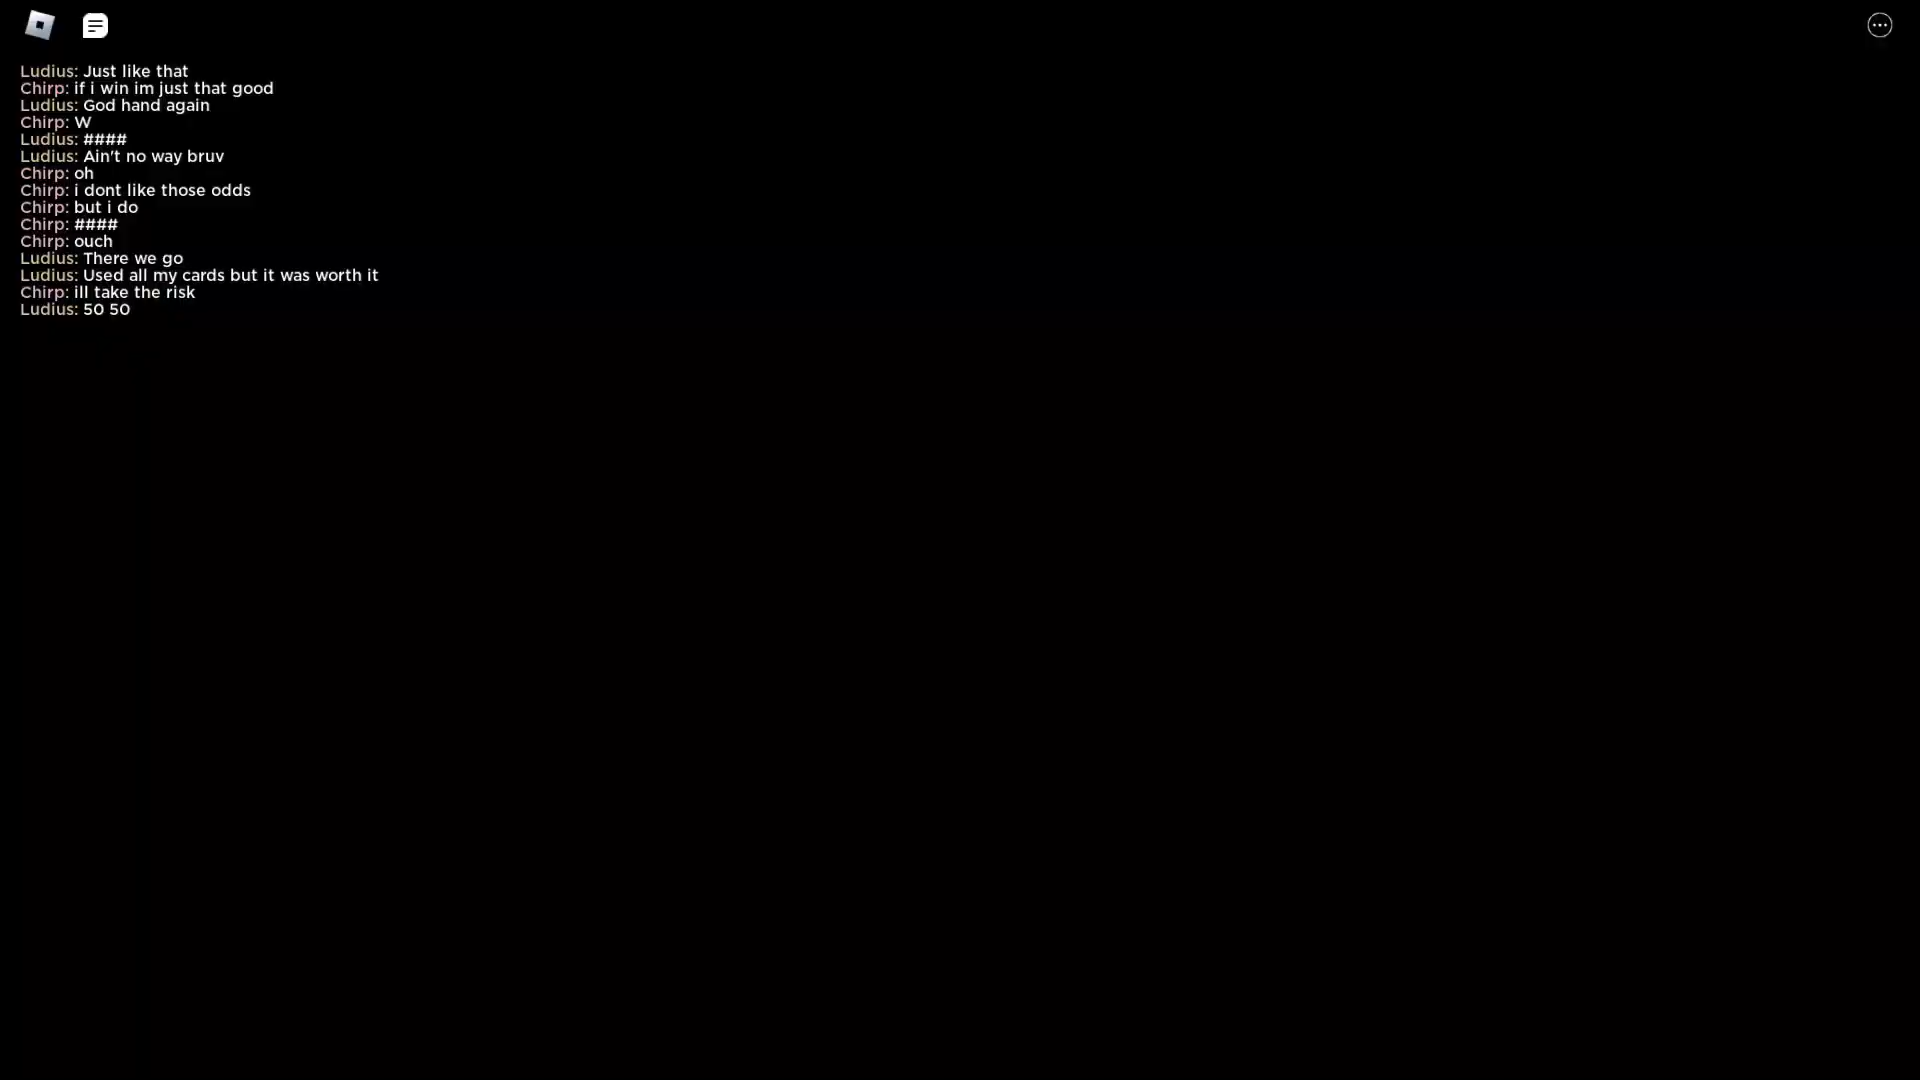 Ludius: Just like that
Chirp: if i win im just that good
Ludius: God hand again
Chirp: W
Ludius: ####
Ludius: Ain't no way bruv
Chirp: oh
Chirp: i dont like those odds
Chirp: but i do
Chirp: ####
Chirp: ouch
Ludius: There we go
Ludius: Used all my cards but it was worth it
Chirp: ill take the risk
Ludius: 50 50